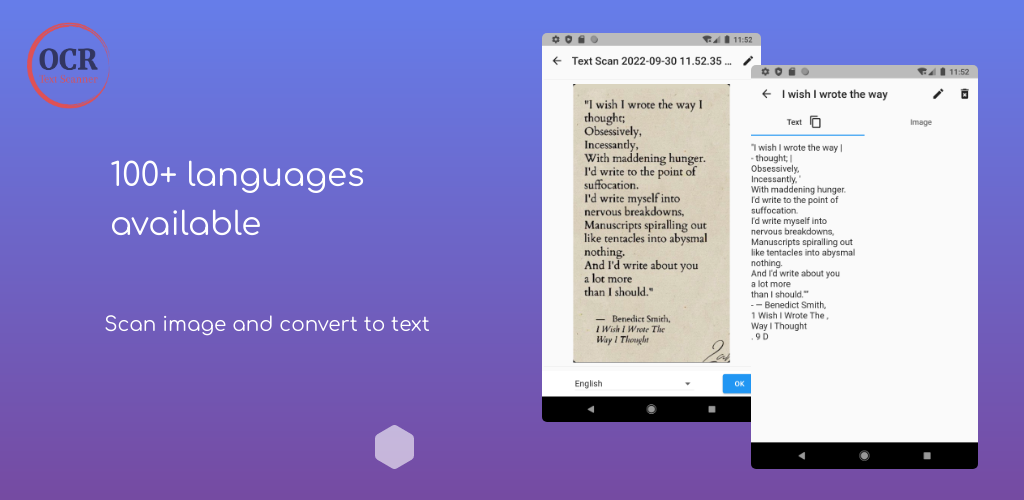 OCR
100+ languages
available
Scan image and convert to text
11:52
Text Scan 2022-09-30 11.52.35 ...
"I wish I wrote the way I
thought;
Obsessively,
Incessantly,
With maddening hunger.
I'd write to the point of
suffocation.
I'd write myself into
nervous breakdowns,
Manuscripts spiralling out
like tentacles into abysmal
nothing.
And I'd write about you
a lot more
than I should."
— Benedict Smith,
I Wish I Wrote The
Way I Thought
English
OK
11:52
I wish I wrote the way
Text
Image
"I wish I wrote the way |
- thought; |
Obsessively,
Incessantly, '
With maddening hunger.
I'd write to the point of
suffocation.
I'd write myself into
nervous breakdowns,
Manuscripts spiralling out
like tentacles into abysmal
nothing.
And I'd write about you
a lot more
than I should.""
- — Benedict Smith,
1 Wish I Wrote The ,
Way I Thought
. 9 D